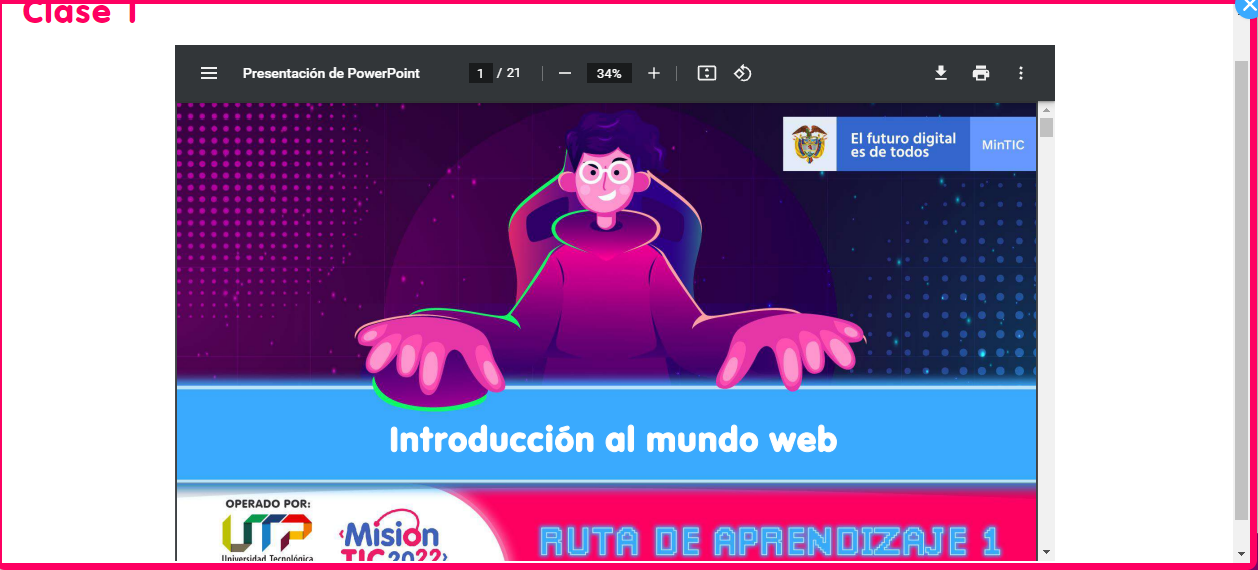 Clase 1
Presentación de PowerPoint
1 / 21
34%
El futuro digital
es de todos
MinTIC
Introducción al mundo web
OPERADO POR:
UTP
Universidad Tecnológica
Misión
TIC 2022
RUTA DE APRENDIZAJE 1